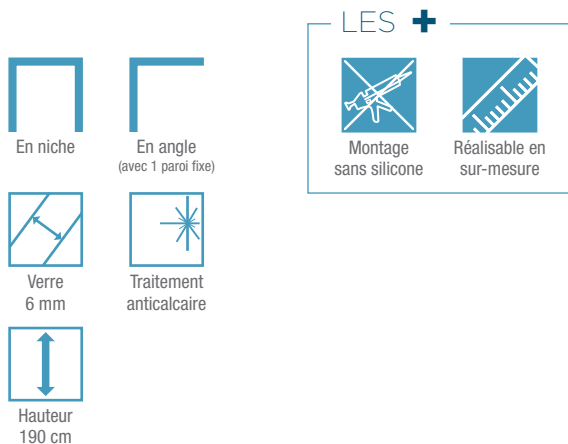 LES +
En niche
En angle
(avec 1 paroi fixe)
Montage
sans silicone
Réalisable en
sur-mesure
Verre
6 mm
Traitement
anticalcaire
Hauteur
190 cm